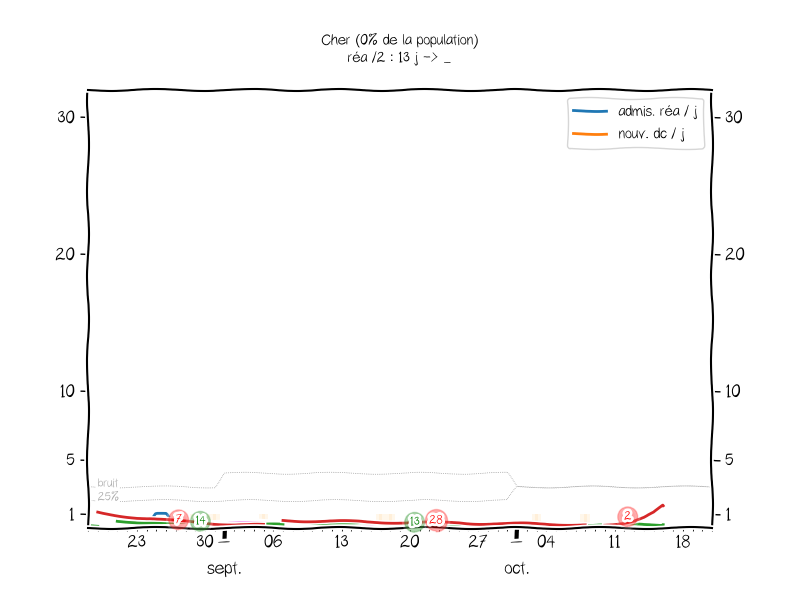 Cher (0% de la population)
réa /2 : 13 j -> _
admis. réa / j
nouv. dc / j
30 30
20 20
10 10
5 5
1 1
bruit
25%
7 14 13 28 2
23 30 06 13 20 27 04 11 18
sept. oct.